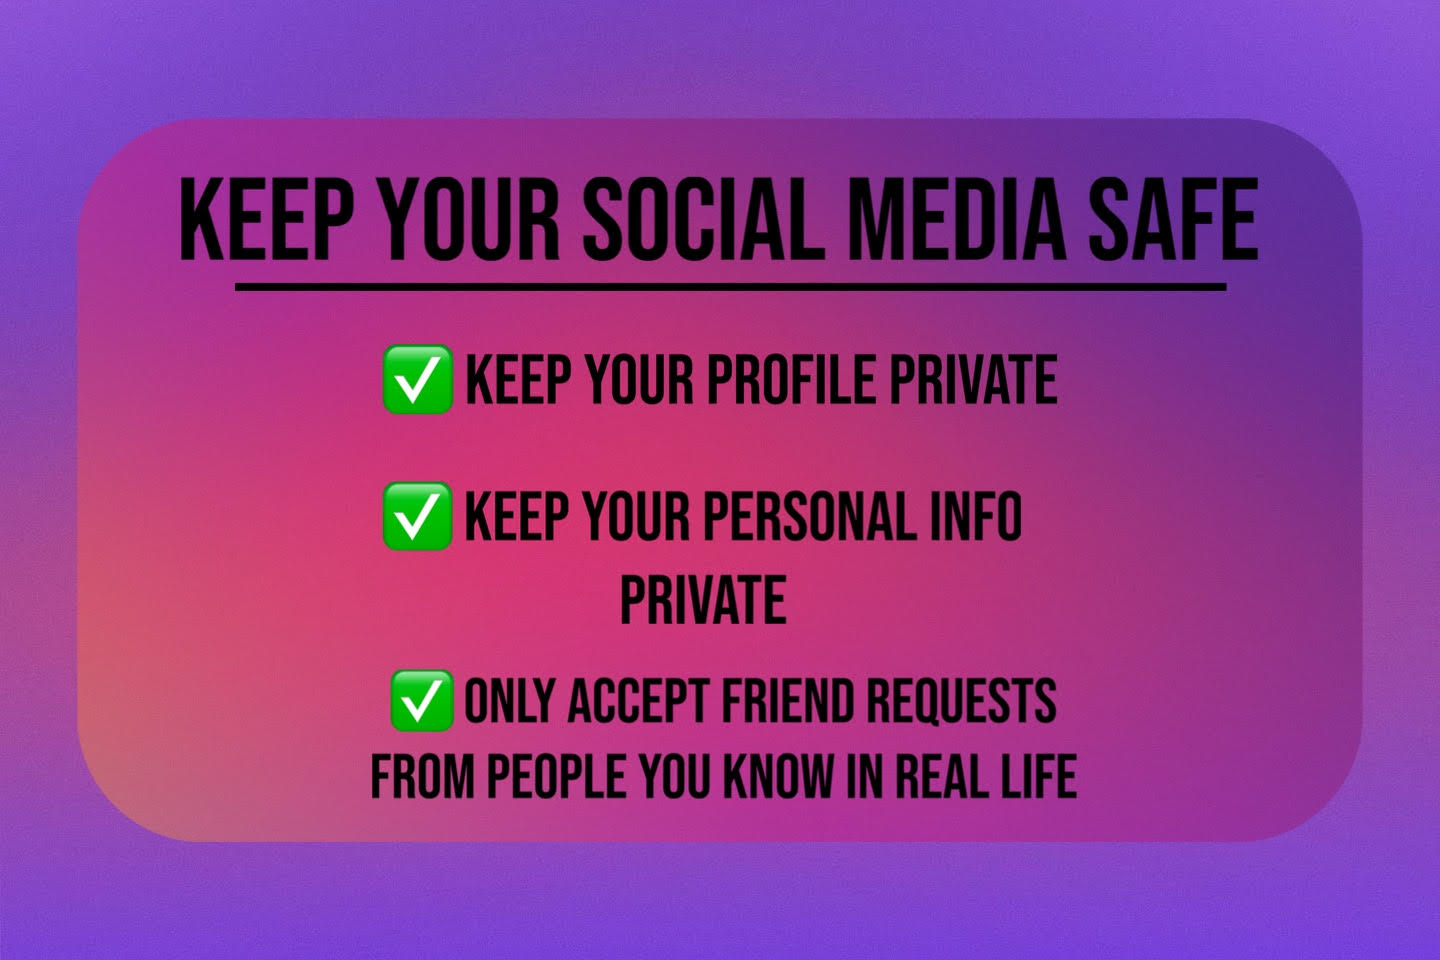 KEEP YOUR SOCIAL MEDIA SAFE
✅ KEEP YOUR PROFILE PRIVATE
✅ KEEP YOUR PERSONAL INFO
PRIVATE
✅ ONLY ACCEPT FRIEND REQUESTS
FROM PEOPLE YOU KNOW IN REAL LIFE